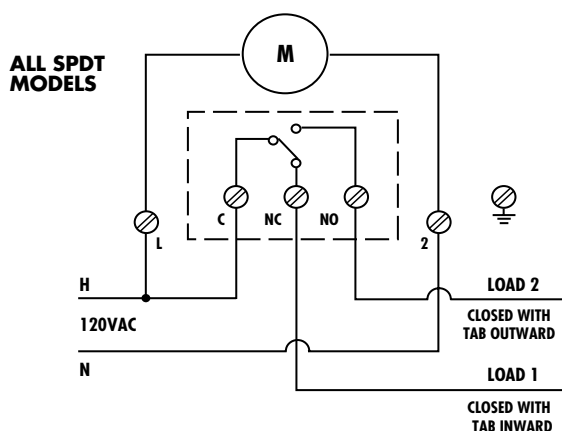 ALL SPDT
MODELS
M
C
NC
NO
L
2
H
LOAD 2
120VAC
CLOSED WITH
TAB OUTWARD
N
LOAD 1
CLOSED WITH
TAB INWARD